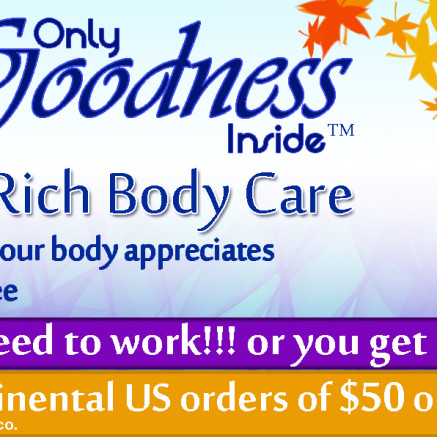 Only
Goodness
Inside™
Rich Body Care
our body appreciates
ee
eed to work!!! or you get
inental US orders of $50 o
co.